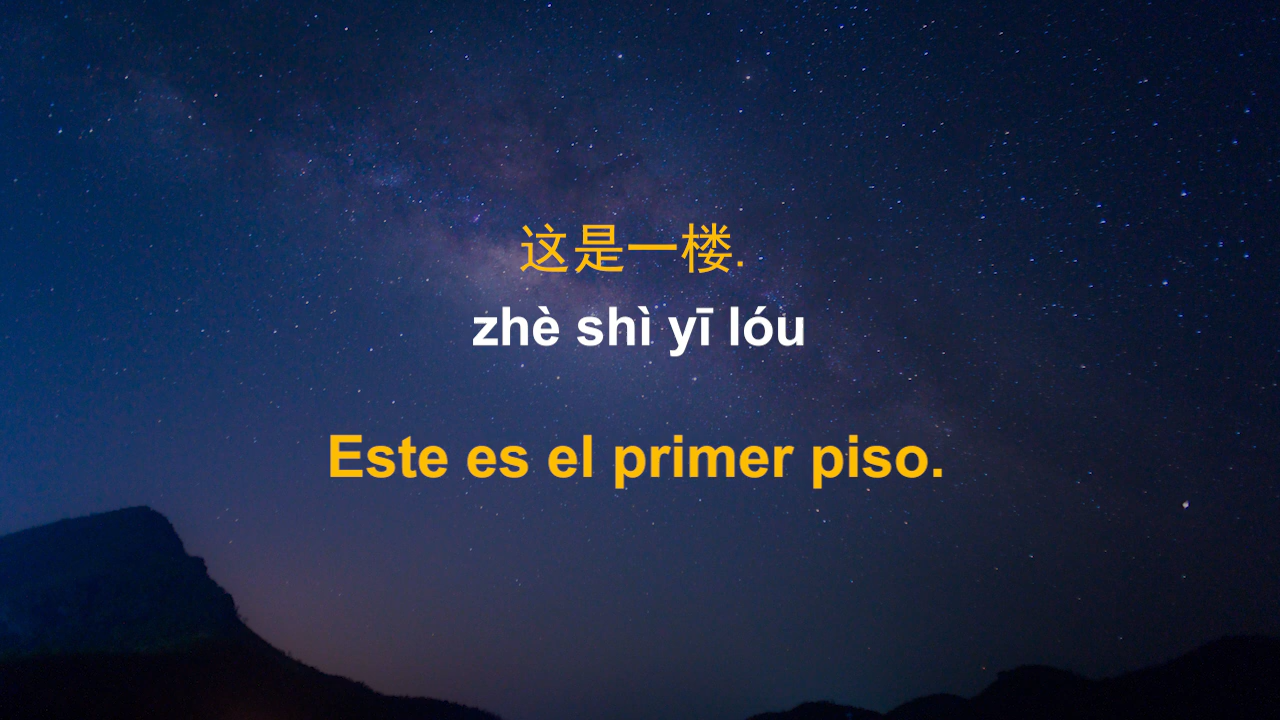 这是一楼.
zhè shì yī lóu
Este es el primer piso.